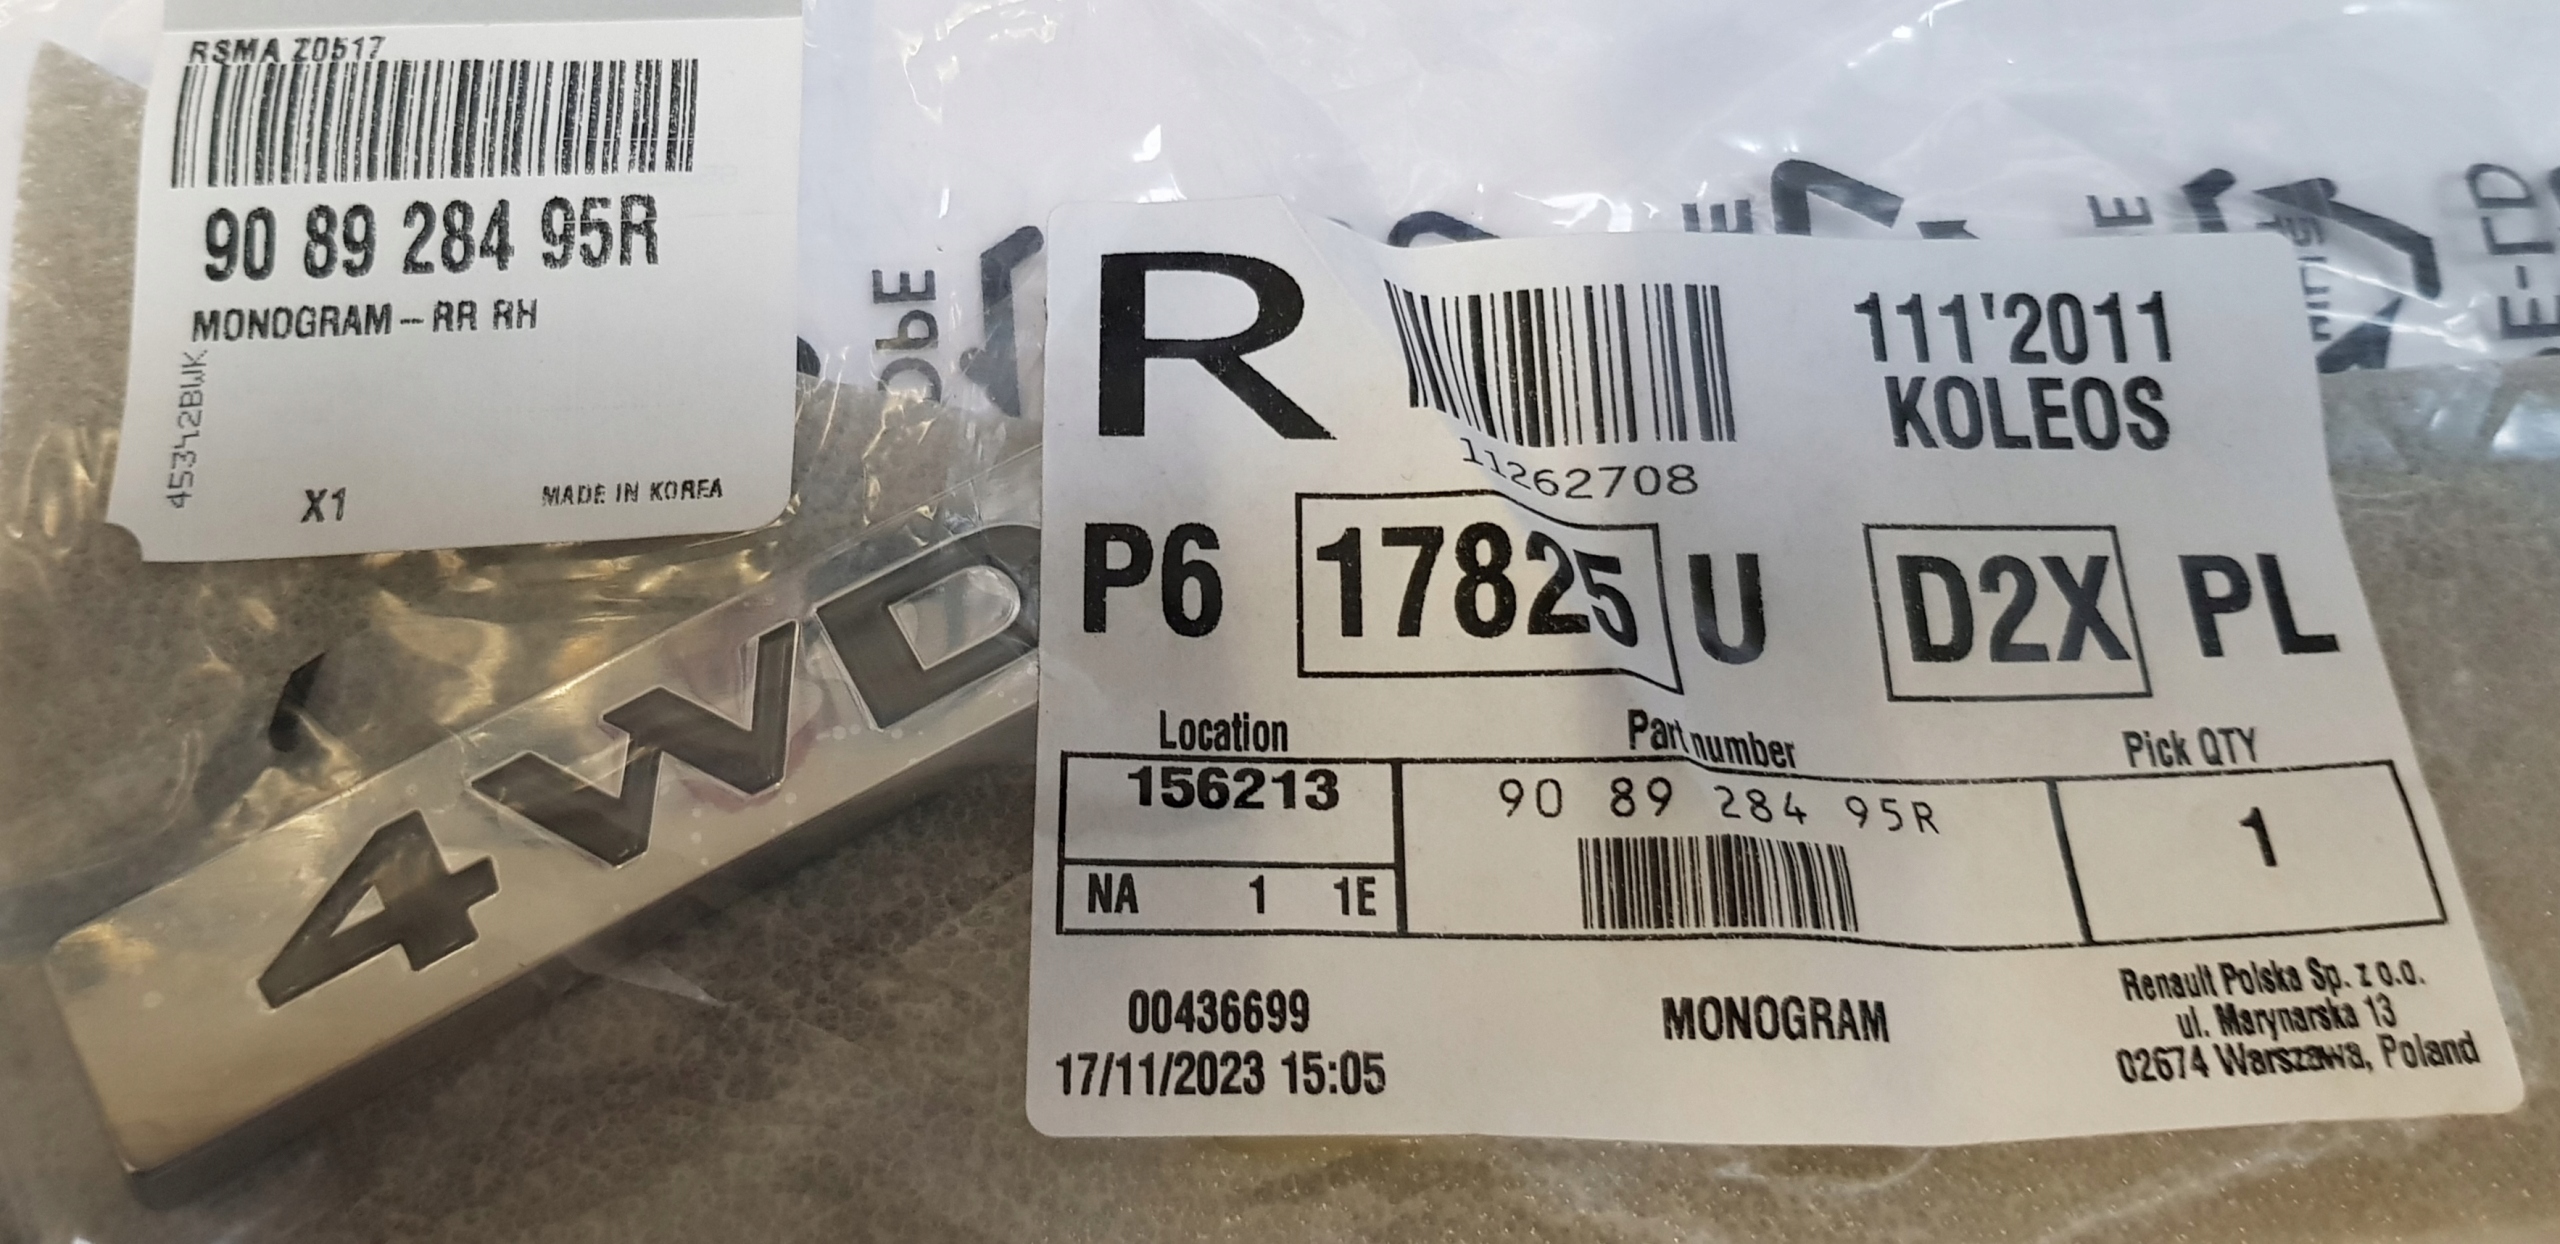 RSMA Z0517
90 89 284 95R
MONOGRAM-- RR RH
45342BWK
X1
MADE IN KOREA
4WD
R
11262708
111'2011
KOLEOS
P6 17825 U D2X PL
Location Part number Pick QTY
156213 90 89 284 95R 1
NA 1 1E
00436699
17/11/2023 15:05
MONOGRAM
Renault Polska Sp. z o.o.
ul. Marynarska 13
02674 Warszawa, Poland